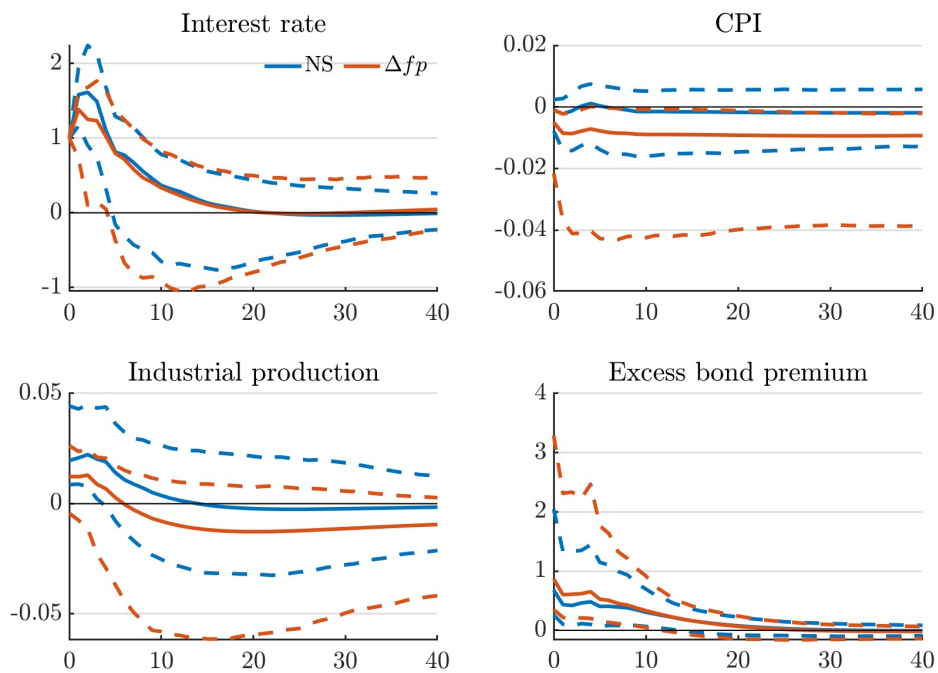 Interest rate
2
1
0
-1
NS Δfp
0 10 20 30 40
CPI
0.02
0
-0.02
-0.04
-0.06
0 10 20 30 40
Industrial production
0.05
0
-0.05
0 10 20 30 40
Excess bond premium
4
3
2
1
0
0 10 20 30 40